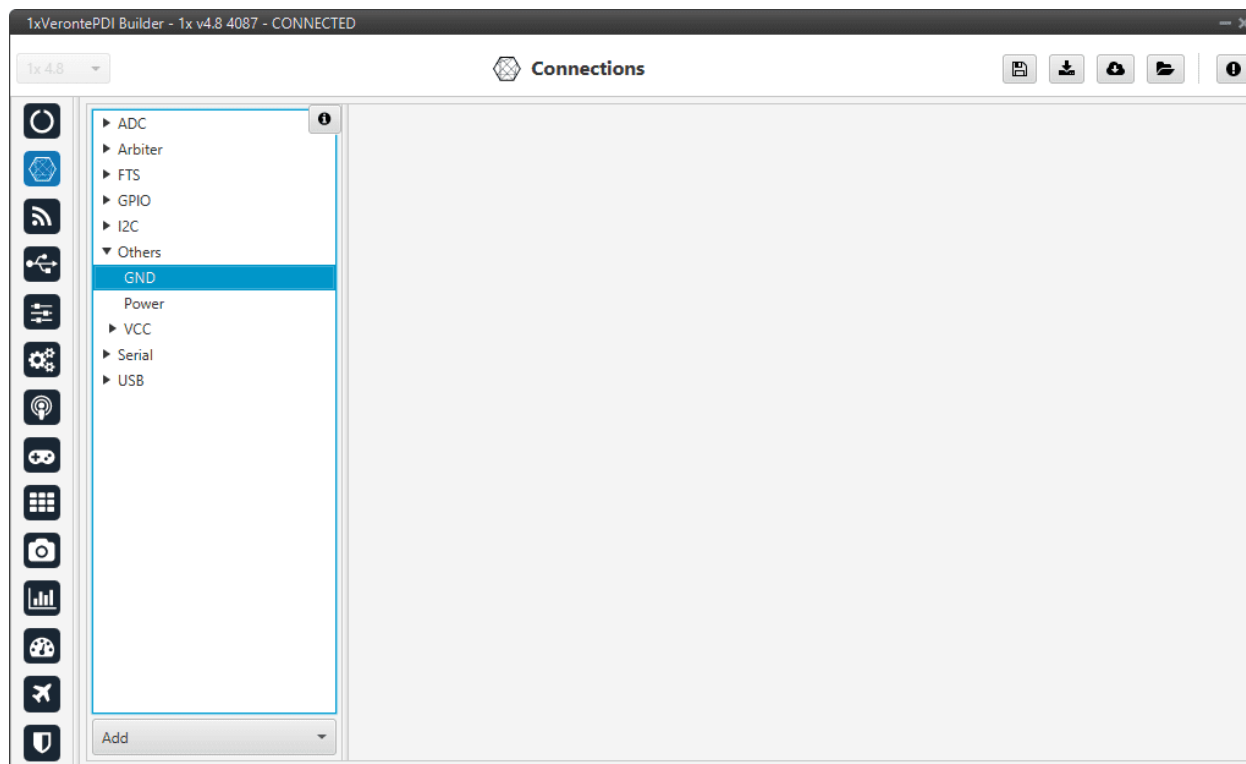 1xVerontePDI Builder - 1x v4.8 4087 - CONNECTED
1x 4.8
Connections
ADC
Arbiter
FTS
GPIO
I2C
Others
GND
Power
VCC
Serial
USB
Add